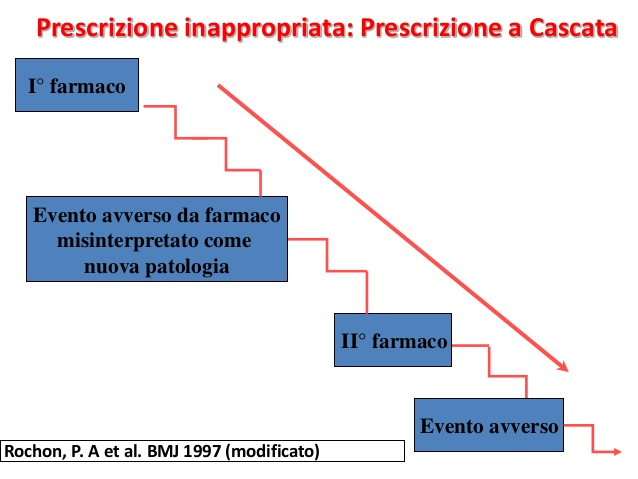 Prescrizione inappropriata: Prescrizione a Cascata
I° farmaco
Evento avverso da farmaco
misinterpretato come
nuova patologia
II° farmaco
Evento avverso
Rochon, P. A et al. BMJ 1997 (modificato)